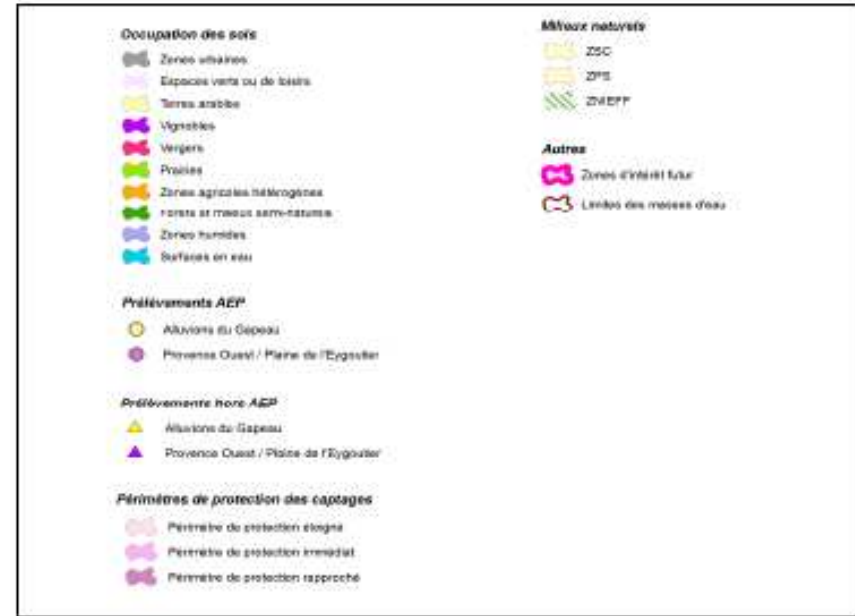 Occupation des sols
Zones urbaines
Espaces verts ou de loisirs
Terres arables
Vignobles
Vergers
Prairies
Zones agricoles hétérogènes
Forêts et milieux semi-naturels
Zones humides
Surfaces en eau
Prélèvements AEP
Alluvions du Gapeau
Provence Ouest / Plaine de l'Eygoutier
Prélèvements hors AEP
Alluvions du Gapeau
Provence Ouest / Plaine de l'Eygoutier
Périmètres de protection des captages
Périmètre de protection éloigné
Périmètre de protection immédiat
Périmètre de protection rapproché
Milieux naturels
ZSC
ZPS
ZNIEFF
Autres
Zones d'intérêt futur
Limites des masses d'eau